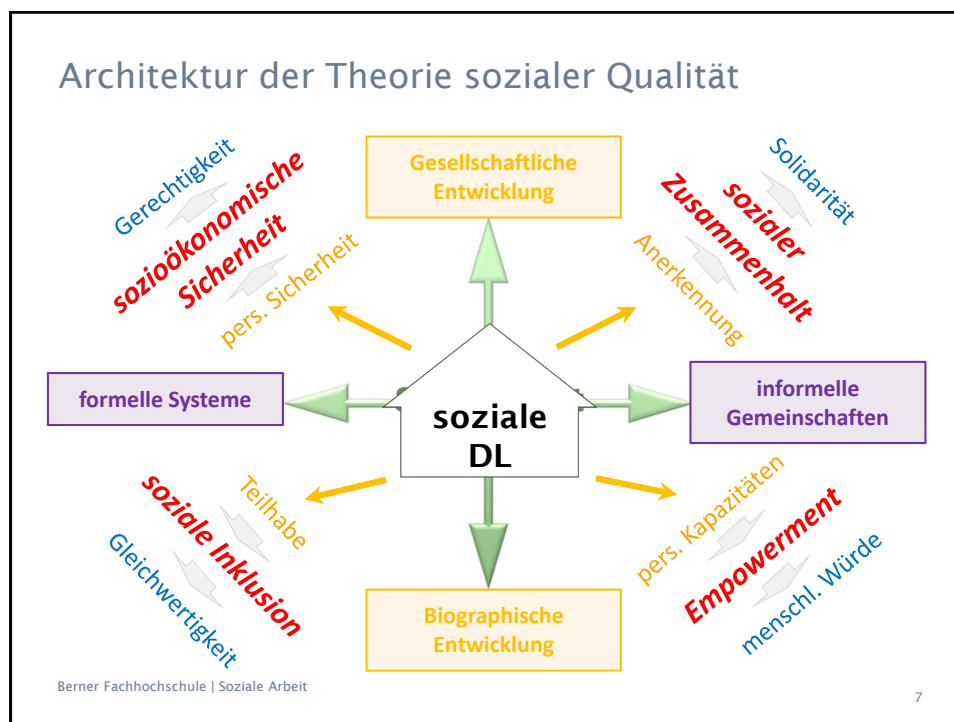 Architektur der Theorie sozialer Qualität
Gerechtigkeit
sozioökonomische
Sicherheit
pers. Sicherheit
Gesellschaftliche
Entwicklung
Solidarität
sozialer
Zusammenhalt
Anerkennung
formelle Systeme
soziale
DL
informelle
Gemeinschaften
Teilhabe
soziale Inklusion
Gleichwertigkeit
Biographische
Entwicklung
pers. Kapazitäten
Empowerment
menschl. Würde
Berner Fachhochschule | Soziale Arbeit
7